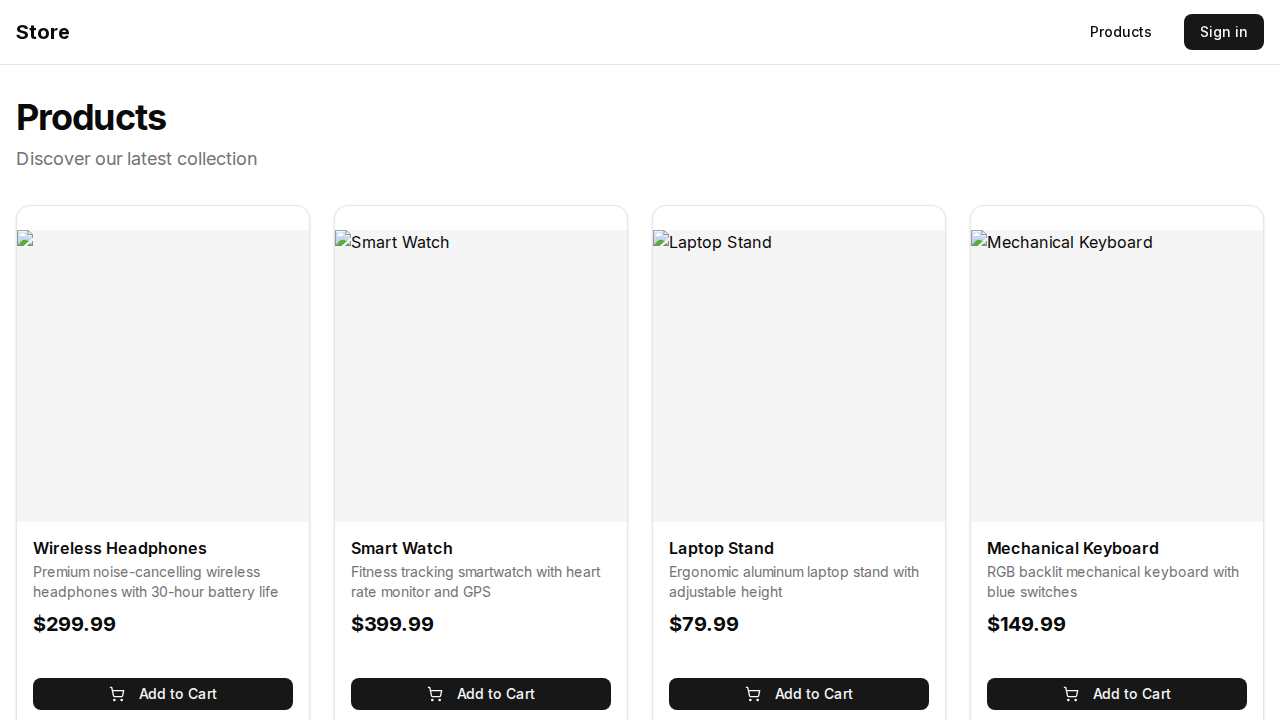 Store
Products
Sign in
Products
Discover our latest collection
Smart Watch
Laptop Stand
Mechanical Keyboard
Wireless Headphones
Premium noise-cancelling wireless
headphones with 30-hour battery life
$299.99
Add to Cart
Smart Watch
Fitness tracking smartwatch with heart
rate monitor and GPS
$399.99
Add to Cart
Laptop Stand
Ergonomic aluminum laptop stand with
adjustable height
$79.99
Add to Cart
Mechanical Keyboard
RGB backlit mechanical keyboard with
blue switches
$149.99
Add to Cart